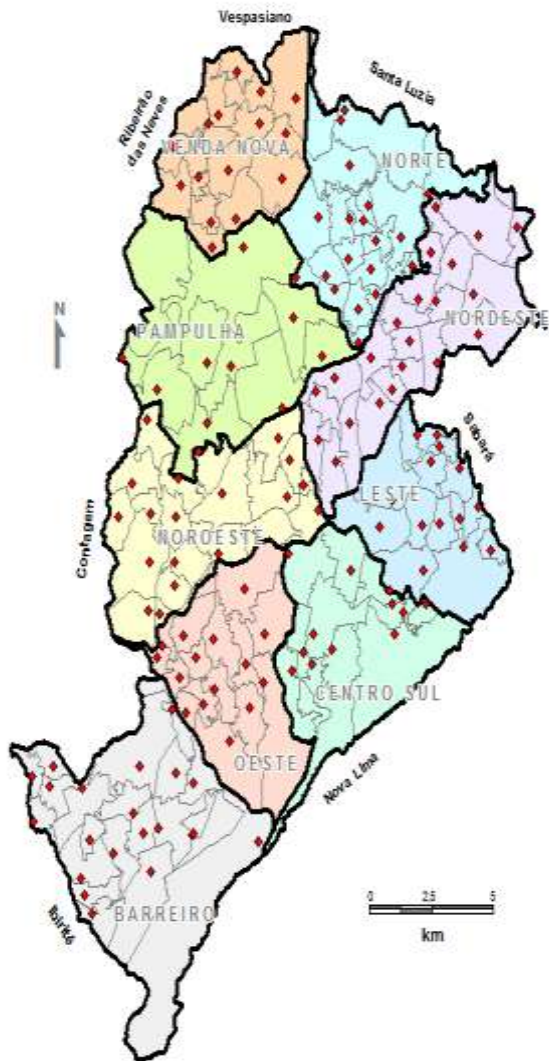 Vespasiano
Santa Luzia
Ribeirão
das Neves
VENDA NOVA
NORTE
N
PAMPULHA
NORDESTE
Sabará
LESTE
Contagem
NOROESTE
CENTRO SUL
OESTE
Nova Lima
0 2.5 5
km
Ibirité
BARREIRO